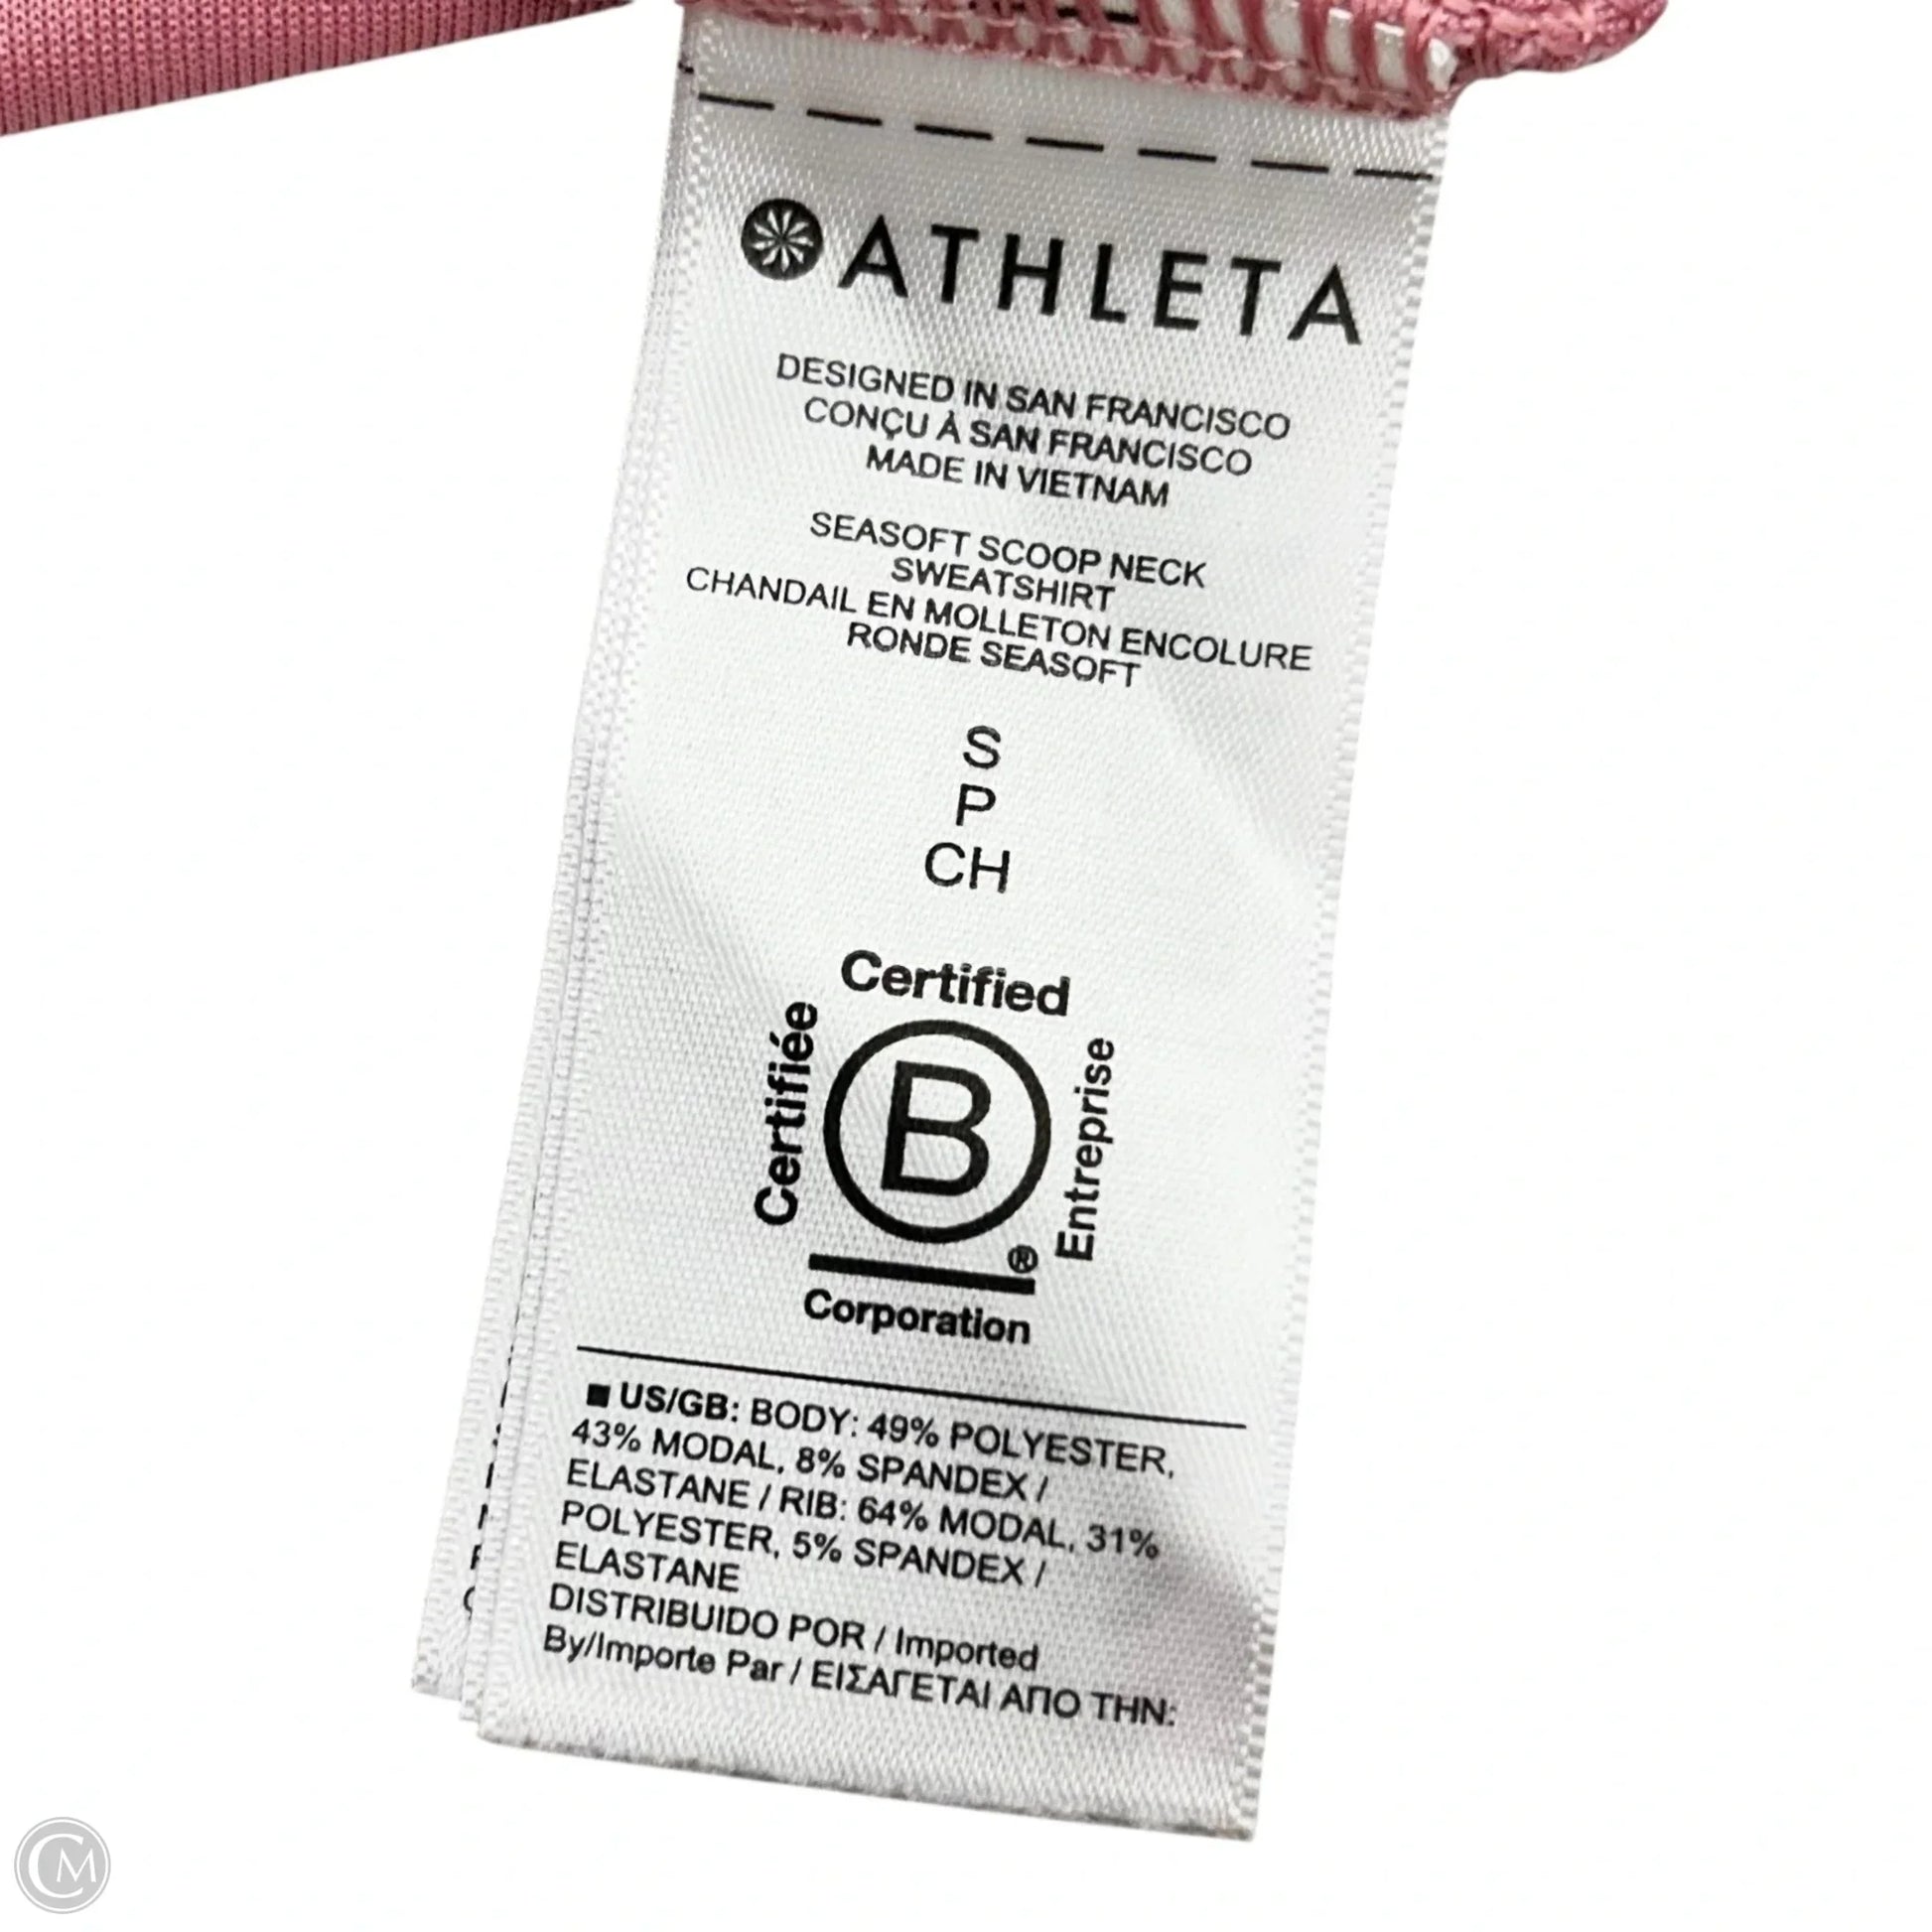 ATHLETA
DESIGNED IN SAN FRANCISCO
CONÇU À SAN FRANCISCO
MADE IN VIETNAM
SEASOFT SCOOP NECK
SWEATSHIRT
CHANDAIL EN MOLLETON ENCOLURE
RONDE SEASOFT
S
P
CH
Certified
Certifiée
B
Entreprise
®
Corporation
■ US/GB: BODY: 49% POLYESTER,
43% MODAL, 8% SPANDEX /
ELASTANE / RIB: 64% MODAL, 31%
POLYESTER, 5% SPANDEX /
ELASTANE
DISTRIBUIDO POR / Imported
By/Importe Par / ΕΙΣΑΓΕΤΑΙ ΑΠΟ ΤΗΝ:
CM